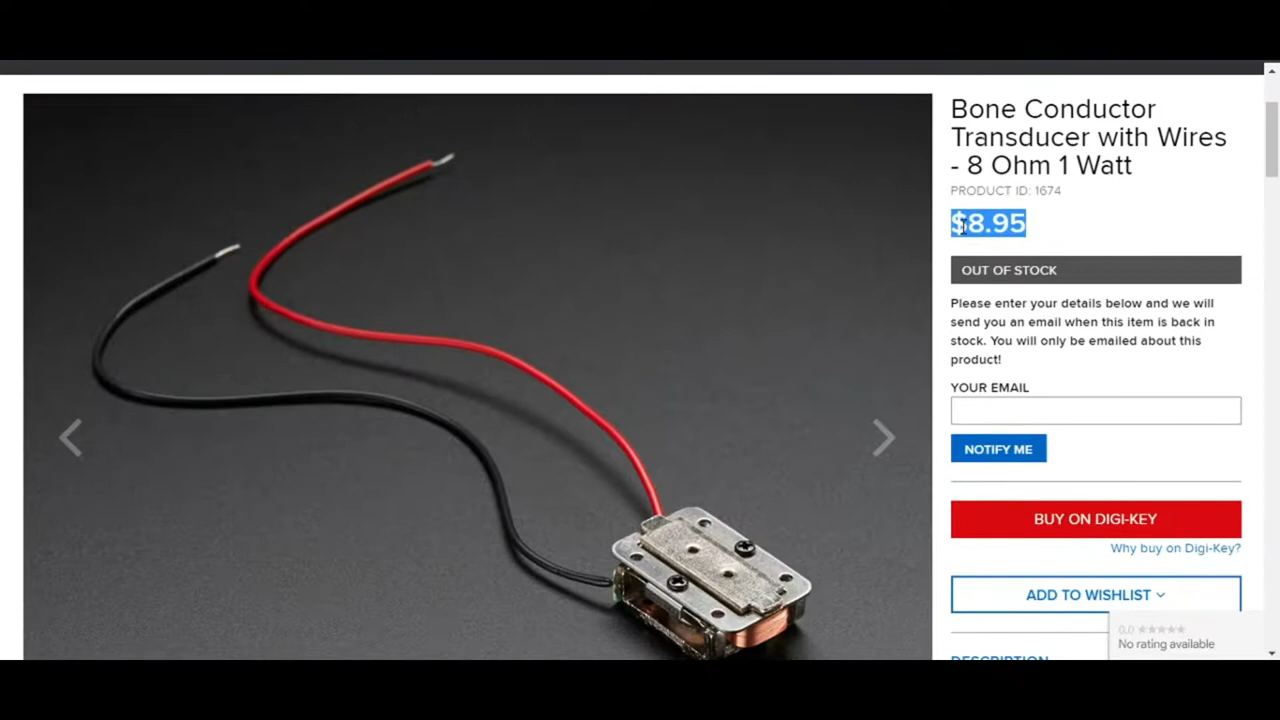 Bone Conductor
Transducer with Wires
- 8 Ohm 1 Watt
PRODUCT ID: 1674
$8.95
OUT OF STOCK
Please enter your details below and we will
send you an email when this item is back in
stock. You will only be emailed about this
product!
YOUR EMAIL
NOTIFY ME
BUY ON DIGI-KEY
Why buy on Digi-Key?
ADD TO WISHLIST
0.0
No rating available
DESCRIPTION